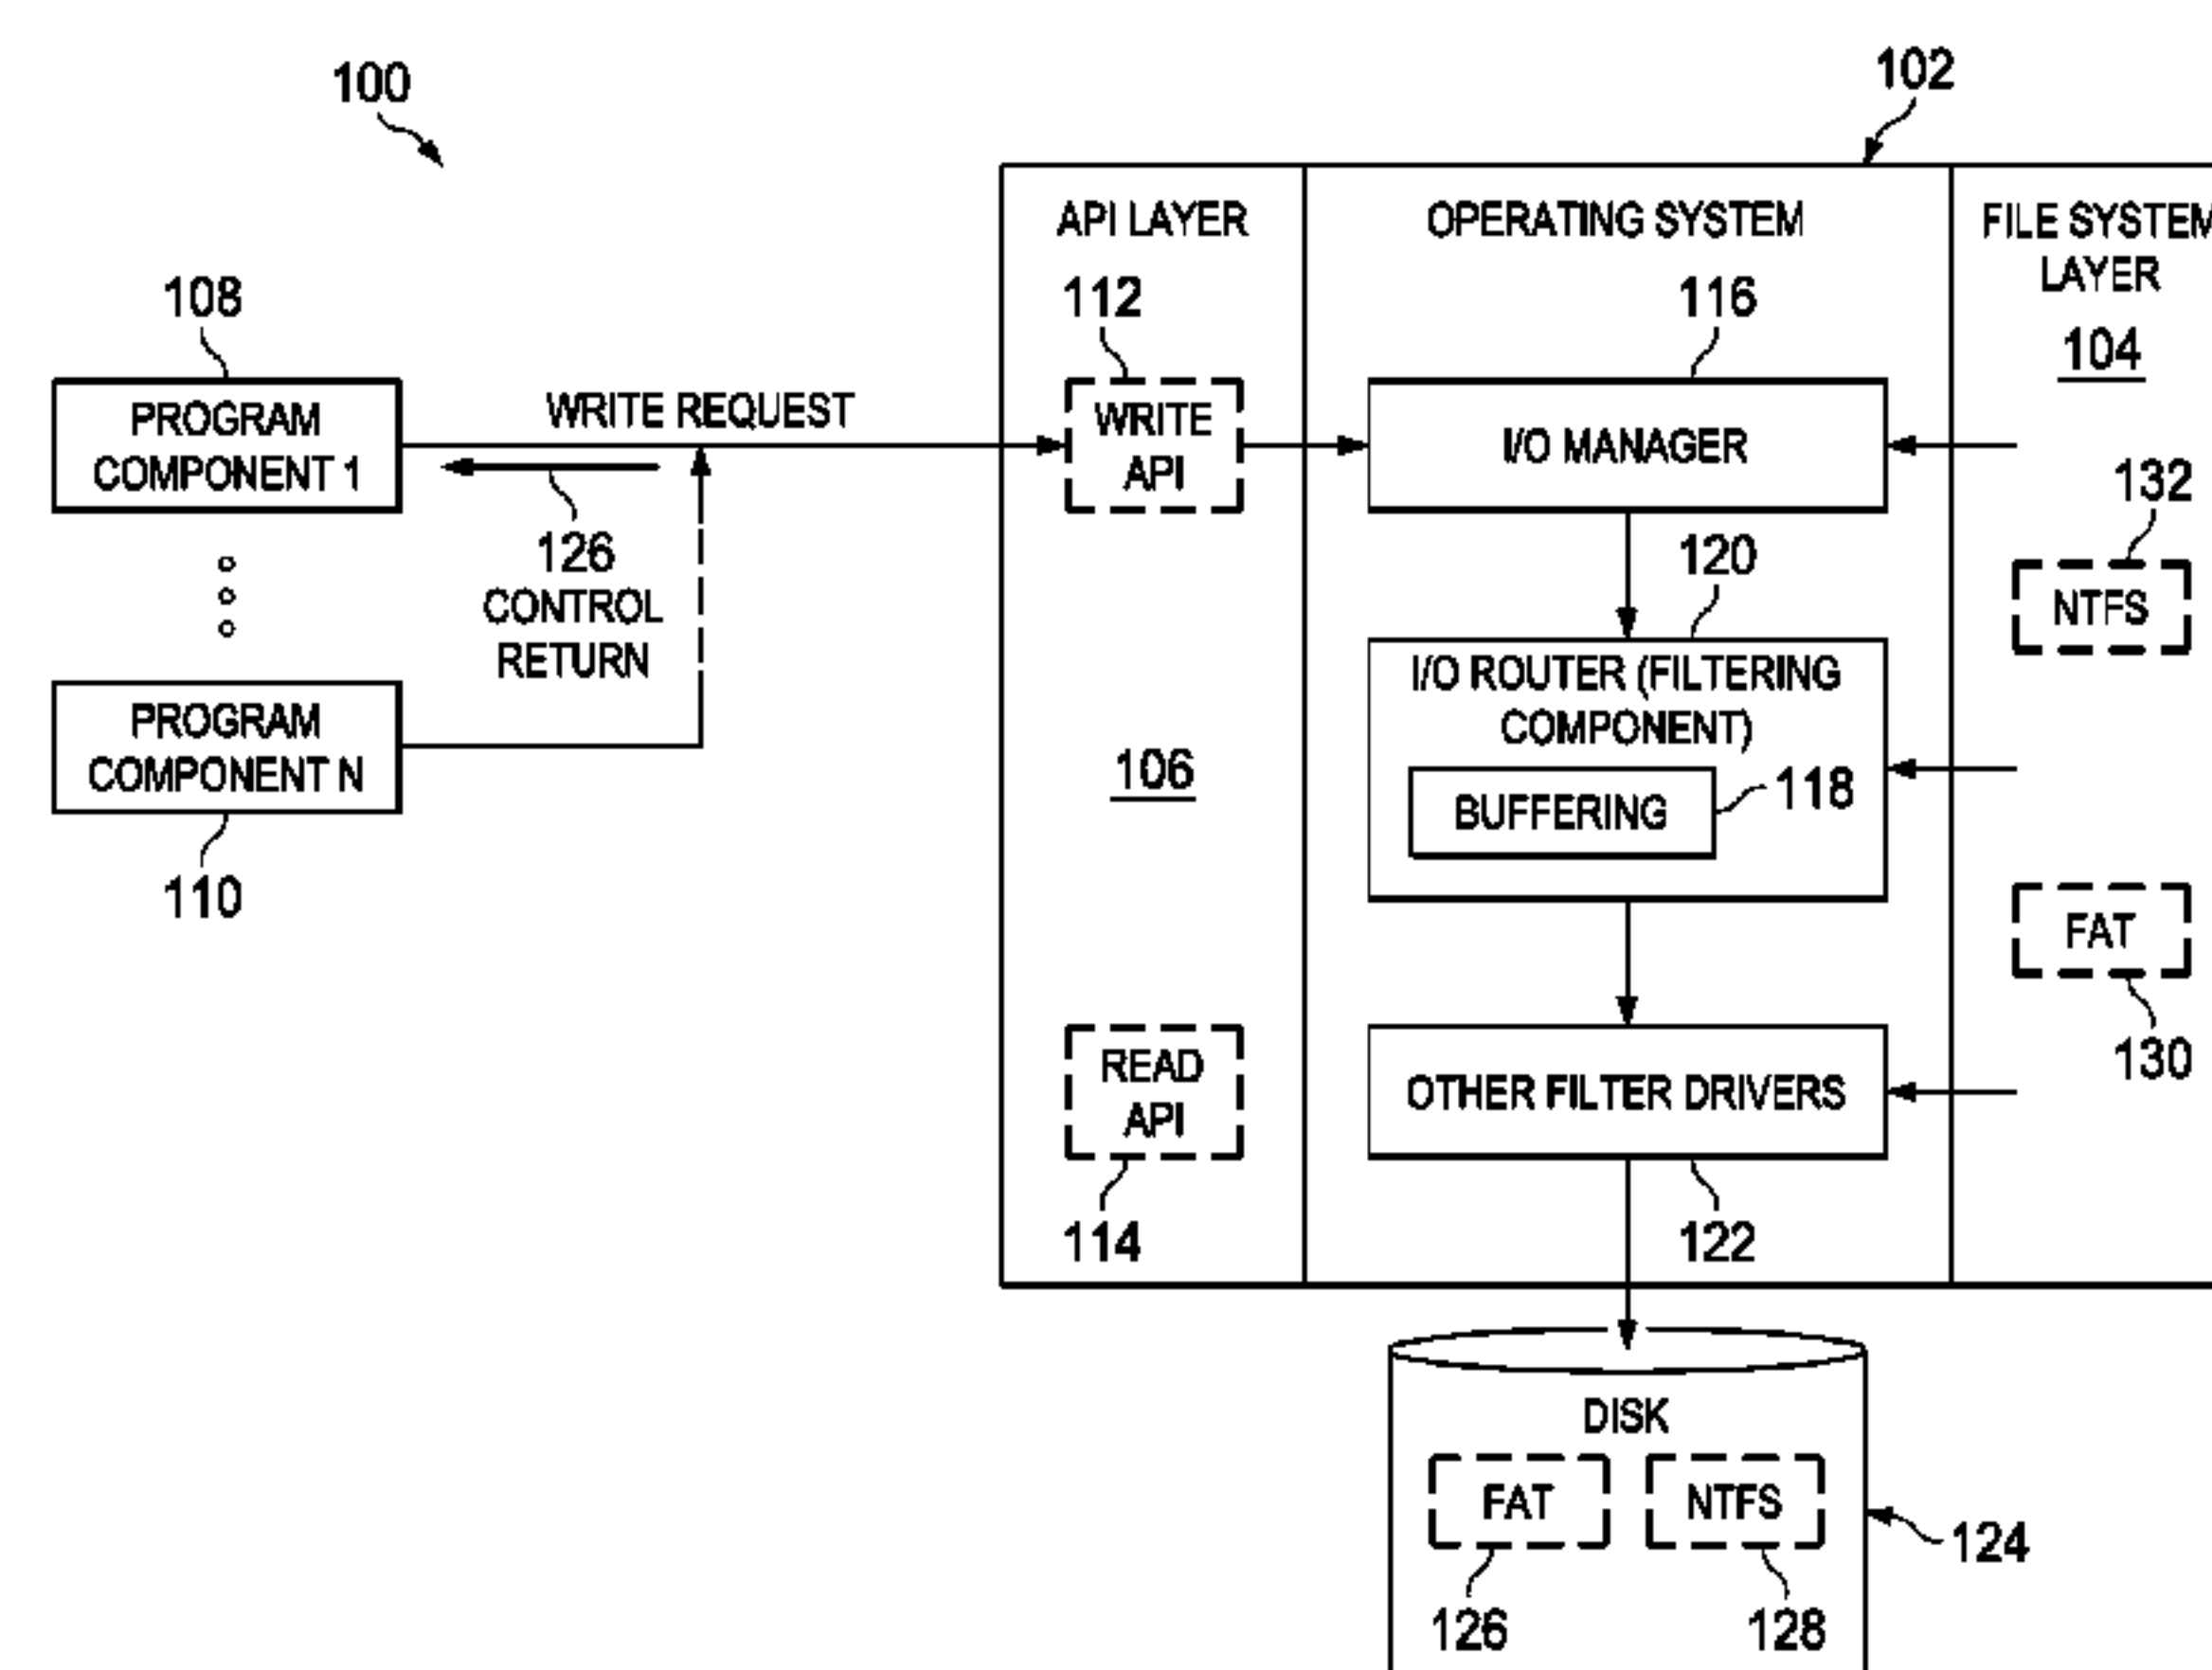 100
102
API LAYER
OPERATING SYSTEM
FILE SYSTEM
LAYER
104
108
112
116
PROGRAM
COMPONENT 1
WRITE REQUEST
WRITE
API
I/O MANAGER
126
CONTROL
RETURN
120
132
NTFS
I/O ROUTER (FILTERING
COMPONENT)
BUFFERING
118
PROGRAM
COMPONENT N
110
106
FAT
130
READ
API
114
OTHER FILTER DRIVERS
122
DISK
FAT
NTFS
124
126
128